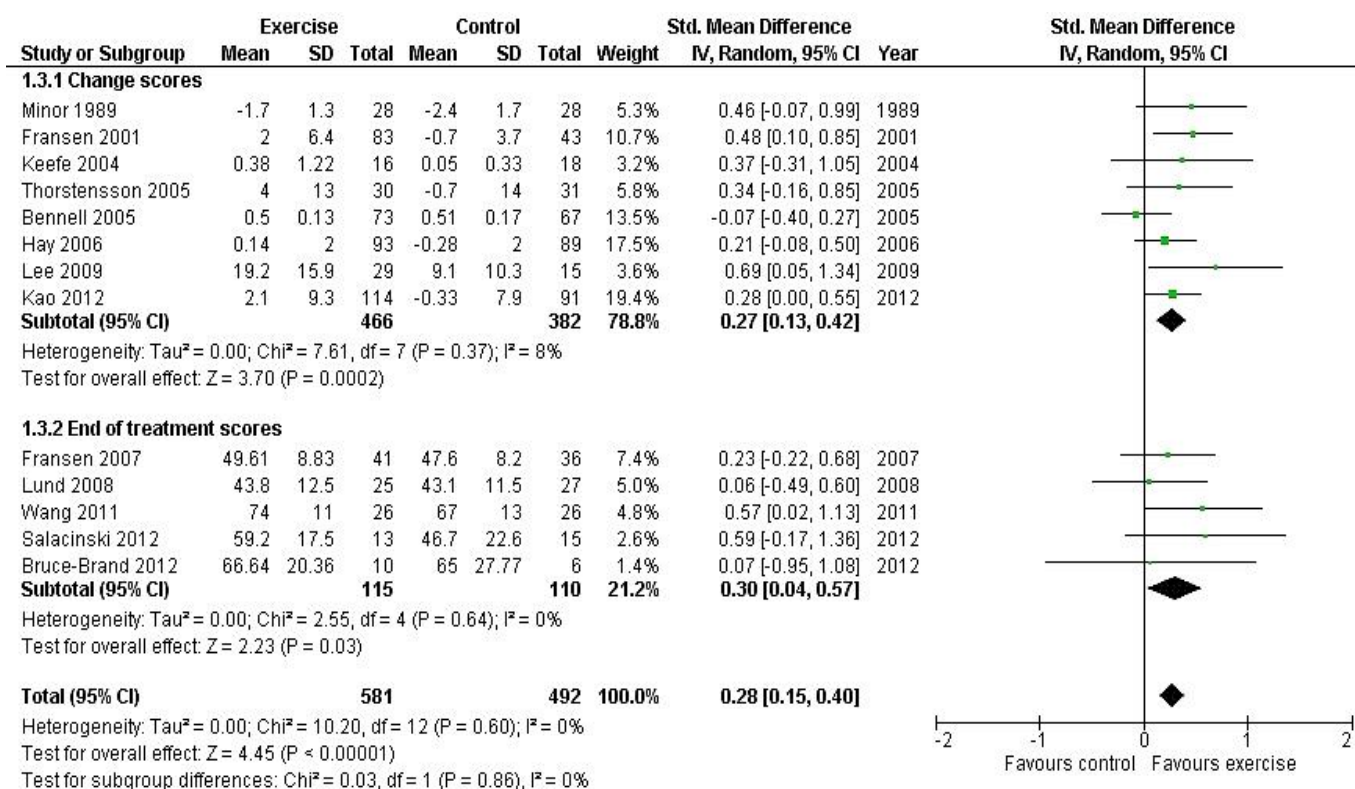 Exercise Control Std. Mean Difference Std. Mean Difference
Study or Subgroup Mean SD Total Mean SD Total Weight IV, Random, 95% CI Year IV, Random, 95% CI
1.3.1 Change scores
Minor 1989 -1.7 1.3 28 -2.4 1.7 28 5.3% 0.46 [-0.07, 0.99] 1989
Fransen 2001 2 6.4 83 -0.7 3.7 43 10.7% 0.48 [0.10, 0.85] 2001
Keefe 2004 0.38 1.22 16 0.05 0.33 18 3.2% 0.37 [-0.31, 1.05] 2004
Thorstensson 2005 4 13 30 -0.7 14 31 5.8% 0.34 [-0.16, 0.85] 2005
Bennell 2005 0.5 0.13 73 0.51 0.17 67 13.5% -0.07 [-0.40, 0.27] 2005
Hay 2006 0.14 2 93 -0.28 2 89 17.5% 0.21 [-0.08, 0.50] 2006
Lee 2009 19.2 15.9 29 9.1 10.3 15 3.6% 0.69 [0.05, 1.34] 2009
Kao 2012 2.1 9.3 114 -0.33 7.9 91 19.4% 0.28 [0.00, 0.55] 2012
Subtotal (95% CI) 466 382 78.8% 0.27 [0.13, 0.42]
Heterogeneity: Tau² = 0.00; Chi² = 7.61, df = 7 (P = 0.37); I² = 8%
Test for overall effect: Z = 3.70 (P = 0.0002)
1.3.2 End of treatment scores
Fransen 2007 49.61 8.83 41 47.6 8.2 36 7.4% 0.23 [-0.22, 0.68] 2007
Lund 2008 43.8 12.5 25 43.1 11.5 27 5.0% 0.06 [-0.49, 0.60] 2008
Wang 2011 74 11 26 67 13 26 4.8% 0.57 [0.02, 1.13] 2011
Salacinski 2012 59.2 17.5 13 46.7 22.6 15 2.6% 0.59 [-0.17, 1.36] 2012
Bruce-Brand 2012 66.64 20.36 10 65 27.77 6 1.4% 0.07 [-0.95, 1.08] 2012
Subtotal (95% CI) 115 110 21.2% 0.30 [0.04, 0.57]
Heterogeneity: Tau² = 0.00; Chi² = 2.55, df = 4 (P = 0.64); I² = 0%
Test for overall effect: Z = 2.23 (P = 0.03)
Total (95% CI) 581 492 100.0% 0.28 [0.15, 0.40]
Heterogeneity: Tau² = 0.00; Chi² = 10.20, df = 12 (P = 0.60); I² = 0%
Test for overall effect: Z = 4.45 (P < 0.00001)
Test for subgroup differences: Chi² = 0.03, df = 1 (P = 0.86), I² = 0%
-2 -1 0 1 2
Favours control Favours exercise